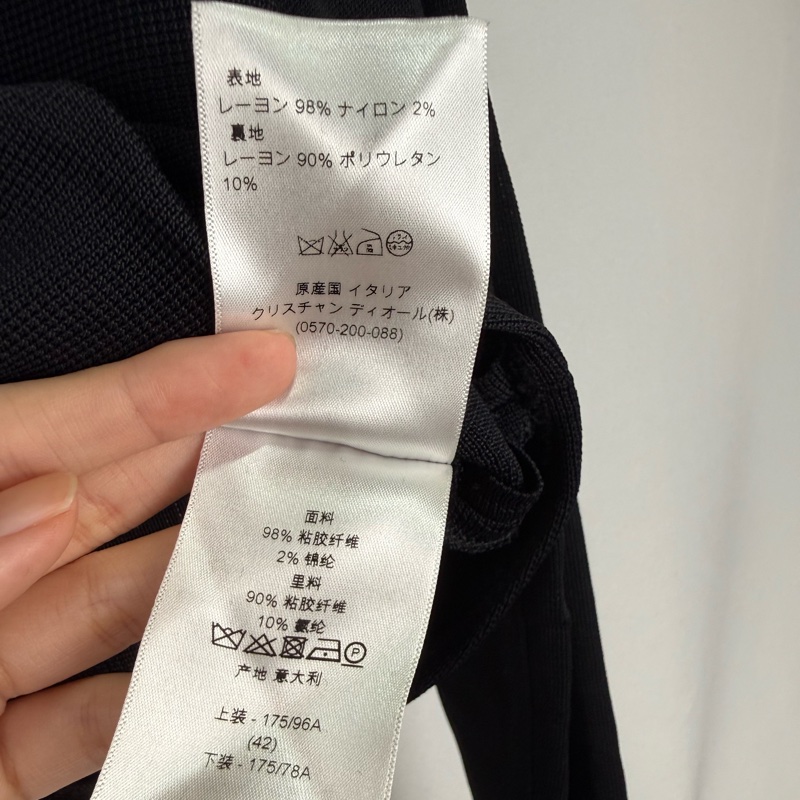 表地
レーヨン 98% ナイロン 2%
裏地
レーヨン 90% ポリウレタン
10%
原産国 イタリア
クリスチャン ディオール(株)
(0570-200-088)
面料
98% 粘胶纤维
2% 锦纶
里料
90% 粘胶纤维
10% 氨纶
P
产地 意大利
上装 - 175/96A
(42)
下装 - 175/78A